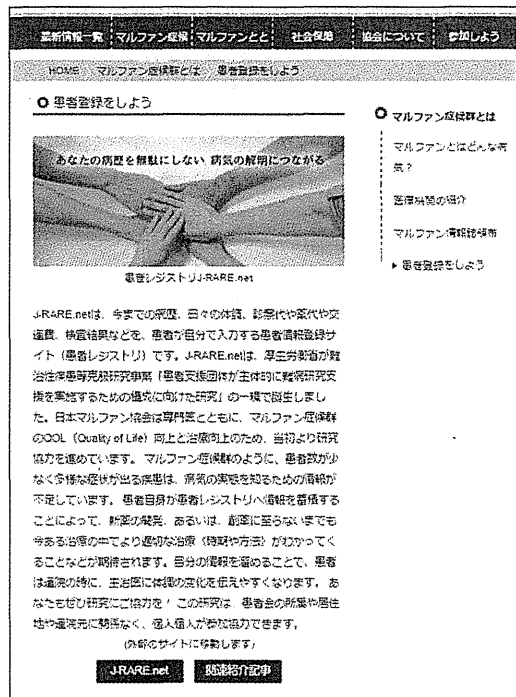 最新情報一覧 マルファン症候 マルファンとと 社会保障 協会について 参加しよう
HOME マルファン症候群とは 患者登録をしよう
患者登録をしよう
あなたの病歴を無駄にしない 病気の解明につながる
患者レジストリJ-RARE.net
J-RARE.netは、今までの病歴、日々の体調、診察代や薬代や交
通費、検査結果などを、患者が自分で入力する患者情報登録サ
イト（患者レジストリ）です。J-RARE.netは、厚生労働省が難
治性疾患等克服研究事業「患者支援団体が主体的に難病研究支
援を実施するための體成に向けた研究」の一環で誕生しまし
た。日本マルファン協会は専門医とともに、マルファン症候群
のQOL（Quality of Life）向上と治療向上のため、当初より研究
協力を進めています。 マルファン症候群のように、患者数が少
なく多様な症状が出る疾患は、病気の実態を知るための情報が
不足しています。 患者自身が患者レジストリへ情報を蓄積する
ことによって、新薬の開発、あるいは、創薬に至らないまでも
今ある治療の中でより適切な治療（時期や方法）がわかってく
ることなどが期待されます。自分の情報を溜めることで、患者
は通院の時に、主治医に体調の変化を伝えやすくなります。 あ
なたもぜひ研究にご協力を！ この研究は、患者会の所属や居住
地や通院先に関係なく、個人個人が参加協力できます。
(外部のサイトに移動します)
J-RARE.net 関連紹介記事
マルファン症候群とは
マルファンとはどんな病
気？
医療機関の紹介
マルファン情報読領布
患者登録をしよう